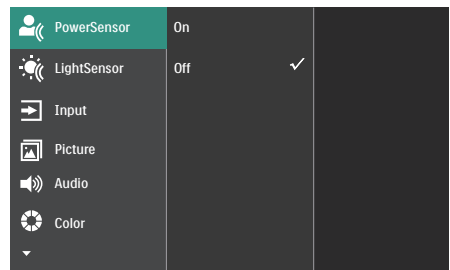 PowerSensor
On
LightSensor
Off
Input
Picture
Audio
Color